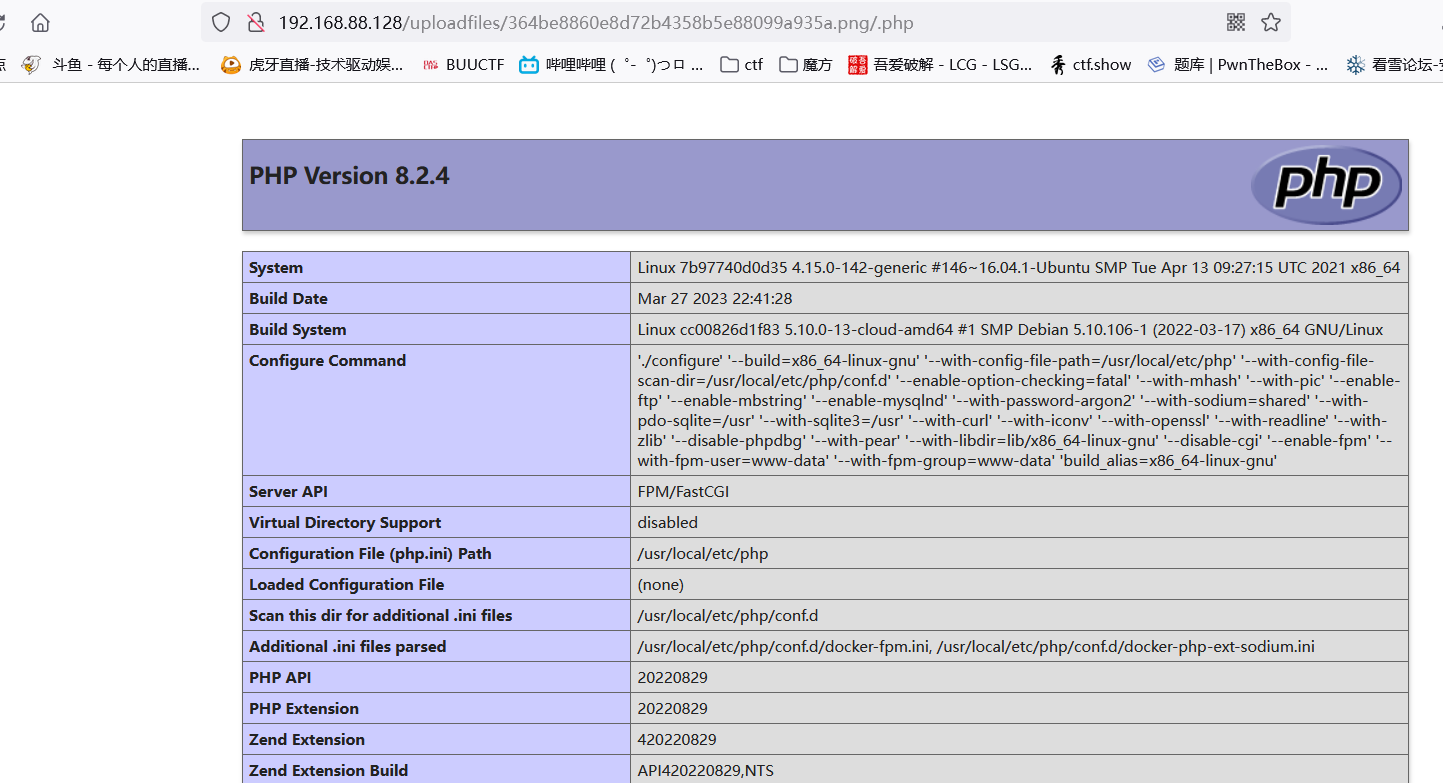 192.168.88.128/uploadfiles/364be8860e8d72b4358b5e88099a935a.png/.php
点 斗鱼 - 每个人的直播... 虎牙直播-技术驱动娱... BUUCTF 哔哩哔哩 ( ゜- ゜)つロ ... ctf 魔方 吾爱破解 - LCG - LSG... ctf.show 题库 | PwnTheBox - ... 看雪论坛-安
PHP Version 8.2.4
php
System Linux 7b97740d0d35 4.15.0-142-generic #146~16.04.1-Ubuntu SMP Tue Apr 13 09:27:15 UTC 2021 x86_64
Build Date Mar 27 2023 22:41:28
Build System Linux cc00826d1f83 5.10.0-13-cloud-amd64 #1 SMP Debian 5.10.106-1 (2022-03-17) x86_64 GNU/Linux
Configure Command './configure' '--build=x86_64-linux-gnu' '--with-config-file-path=/usr/local/etc/php' '--with-config-file-
scan-dir=/usr/local/etc/php/conf.d' '--enable-option-checking=fatal' '--with-mhash' '--with-pic' '--enable-
ftp' '--enable-mbstring' '--enable-mysqlnd' '--with-password-argon2' '--with-sodium=shared' '--with-
pdo-sqlite=/usr' '--with-sqlite3=/usr' '--with-curl' '--with-iconv' '--with-openssl' '--with-readline' '--with-
zlib' '--disable-phpdbg' '--with-pear' '--with-libdir=lib/x86_64-linux-gnu' '--disable-cgi' '--enable-fpm' '--
with-fpm-user=www-data' '--with-fpm-group=www-data' 'build_alias=x86_64-linux-gnu'
Server API FPM/FastCGI
Virtual Directory Support disabled
Configuration File (php.ini) Path /usr/local/etc/php
Loaded Configuration File (none)
Scan this dir for additional .ini files /usr/local/etc/php/conf.d
Additional .ini files parsed /usr/local/etc/php/conf.d/docker-fpm.ini, /usr/local/etc/php/conf.d/docker-php-ext-sodium.ini
PHP API 20220829
PHP Extension 20220829
Zend Extension 420220829
Zend Extension Build API420220829,NTS